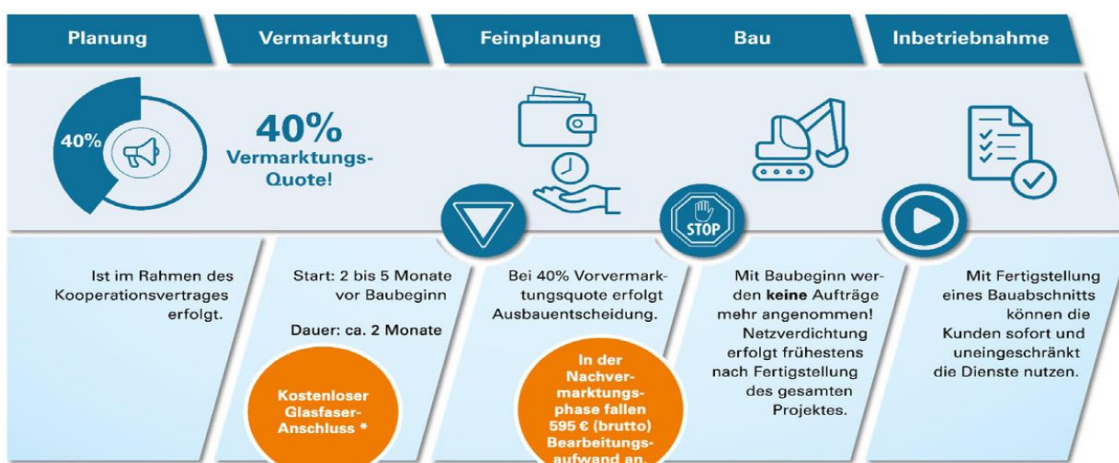 Planung
Vermarktung
Feinplanung
Bau
Inbetriebnahme
40%
40%
Vermarktungs-
Quote!
STOP
Ist im Rahmen des
Kooperationsvertrages
erfolgt.
Start: 2 bis 5 Monate
vor Baubeginn
Dauer: ca. 2 Monate
Kostenloser
Glasfaser-
Anschluss *
Bei 40% Vorvermark-
tungsquote erfolgt
Ausbauentscheidung.
In der
Nachver-
marktungs-
phase fallen
595 € (brutto)
Bearbeitungs-
aufwand an.
Mit Baubeginn wer-
den keine Aufträge
mehr angenommen!
Netzverdichtung
erfolgt frühestens
nach Fertigstellung
des gesamten
Projektes.
Mit Fertigstellung
eines Bauabschnitts
können die
Kunden sofort und
uneingeschränkt
die Dienste nutzen.